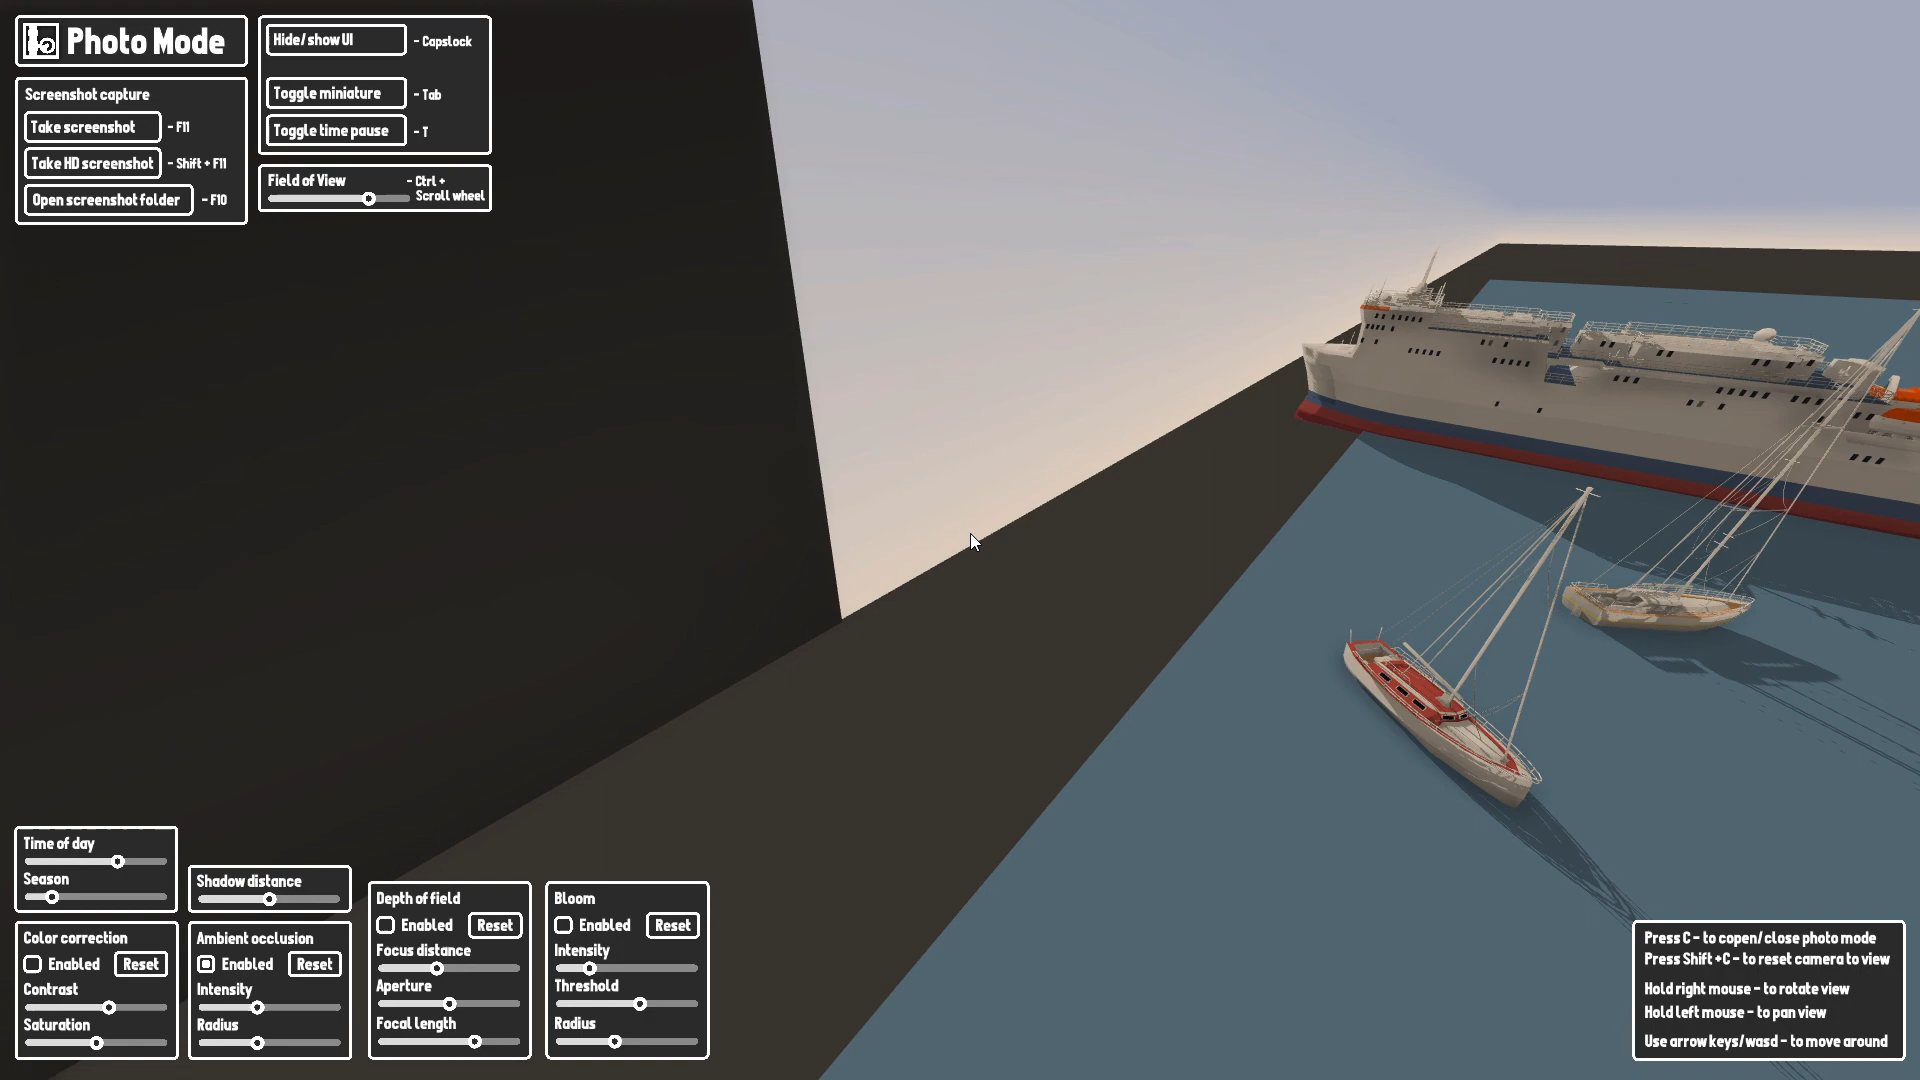 Photo Mode
Screenshot capture
Take screenshot - F11
Take HD screenshot - Shift + F11
Open screenshot folder - F10
Hide/show UI - Capslock
Toggle miniature - Tab
Toggle time pause - T
Field of View - Ctrl +
Scroll wheel
Time of day
Season
Color correction
Enabled Reset
Contrast
Saturation
Shadow distance
Ambient occlusion
Enabled Reset
Intensity
Radius
Depth of field
Enabled Reset
Focus distance
Aperture
Focal length
Bloom
Enabled Reset
Intensity
Threshold
Radius
Press C - to copen/close photo mode
Press Shift +C - to reset camera to view
Hold right mouse - to rotate view
Hold left mouse - to pan view
Use arrow keys/wasd - to move around